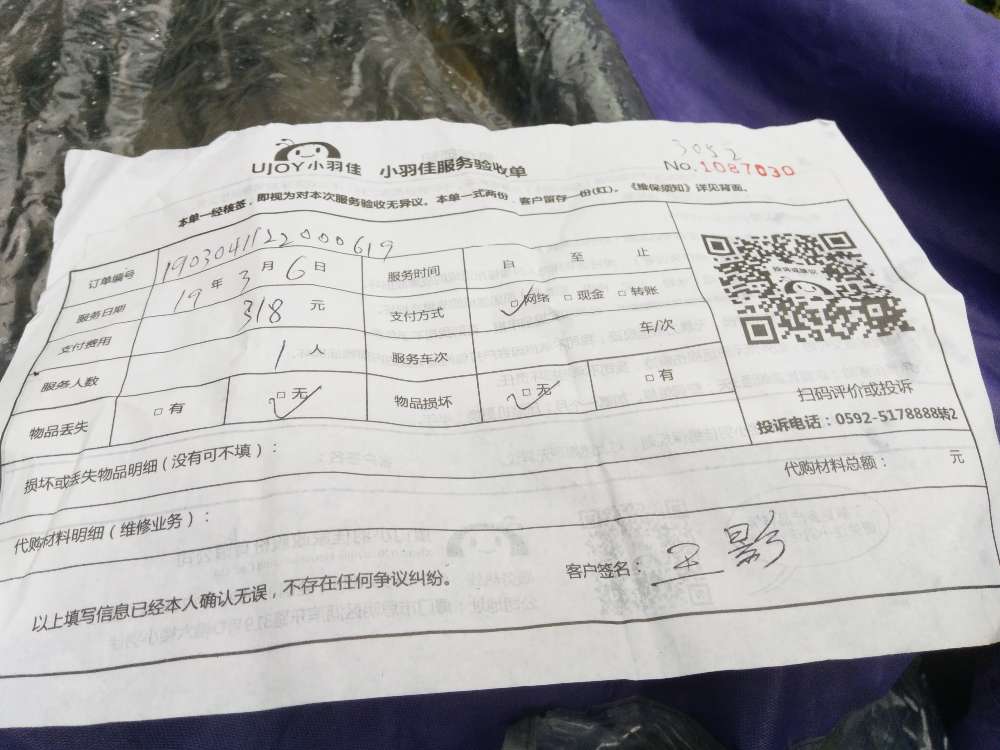 3052
UJOY小羽佳 小羽佳服务验收单 No.1087030
本单一经核签，即视为对本次服务验收无异议。本单一式两份，客户留存一份(红)。《维保须知》详见背面。
订单编号 1903041122000619 服务时间 自 至 止
服务日期 19 年 3 月 6 日 支付方式 □网络 □现金 □转账
支付费用 318 元 服务车次 车/次
服务人数 1 人 物品损坏 □无 □有
物品丢失 □有 □无
投诉或建议
扫码评价或投诉
投诉电话：0592-5178888转2
损坏或丢失物品明细（没有可不填）：
代购材料明细（维修业务）： 代购材料总额： 元
以上填写信息已经本人确认无误，不存在任何争议纠纷。 客户签名： 王影